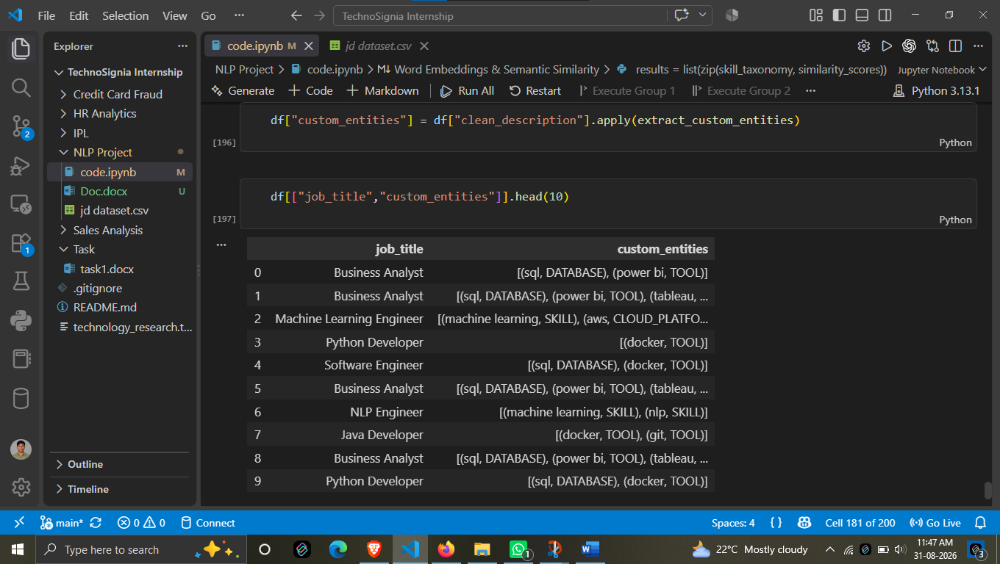 File Edit Selection View Go ··· TechnoSignia Internship
Explorer ···
code.ipynb M
jd dataset.csv
TechnoSignia Internship
NLP Project > code.ipynb > M↓ Word Embeddings & Semantic Similarity > results = list(zip(skill_taxonomy, similarity_scores)) Jupyter Notebook
Generate + Code + Markdown Run All Restart Execute Group 1 Execute Group 2 ··· Python 3.13.1
Credit Card Fraud
HR Analytics
IPL
NLP Project
code.ipynb M
Doc.docx U
jd dataset.csv
Sales Analysis
Task
task1.docx
.gitignore
README.md
technology_research.t...
Outline
Timeline
2
1
df["custom_entities"] = df["clean_description"].apply(extract_custom_entities)
[196] Python
df[["job_title","custom_entities"]].head(10)
[197] Python
···
job_title custom_entities
0 Business Analyst [(sql, DATABASE), (power bi, TOOL)]
1 Business Analyst [(sql, DATABASE), (power bi, TOOL), (tableau, ...
2 Machine Learning Engineer [(machine learning, SKILL), (aws, CLOUD_PLATFO...
3 Python Developer [(docker, TOOL)]
4 Software Engineer [(sql, DATABASE), (docker, TOOL)]
5 Business Analyst [(sql, DATABASE), (power bi, TOOL), (tableau, ...
6 NLP Engineer [(machine learning, SKILL), (nlp, SKILL)]
7 Java Developer [(docker, TOOL), (git, TOOL)]
8 Business Analyst [(sql, DATABASE), (power bi, TOOL), (tableau, ...
9 Python Developer [(sql, DATABASE), (docker, TOOL)]
main* 0 0 Connect Spaces: 4 { } Cell 181 of 200 Go Live
Type here to search 1 22°C Mostly cloudy 11:47 AM
31-08-2026 3